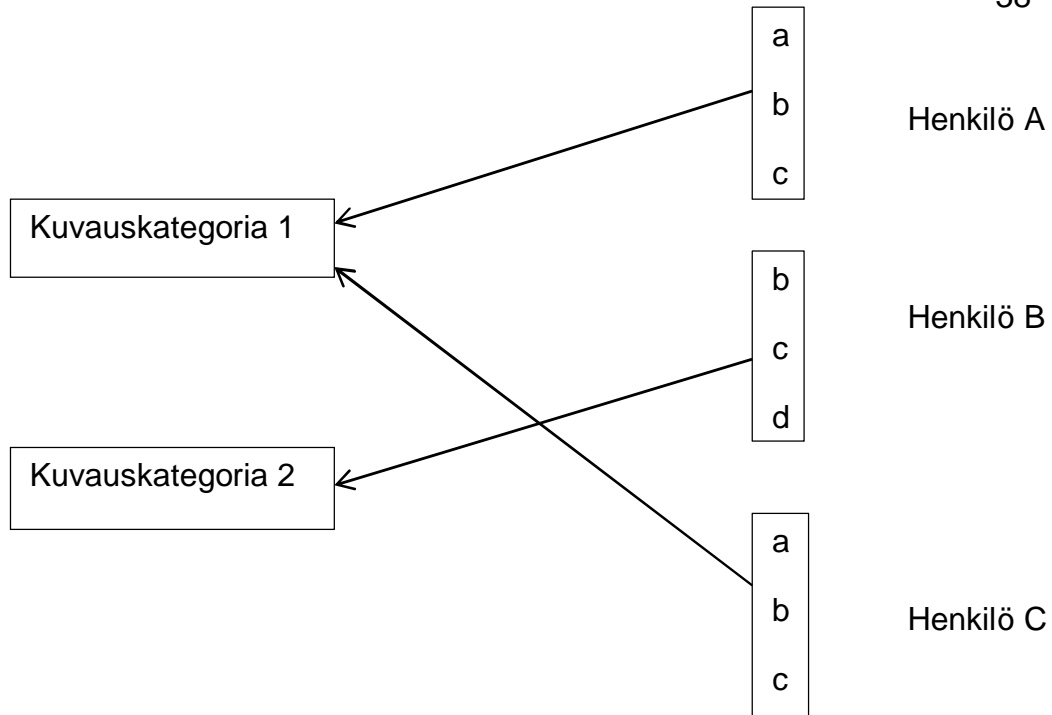 a
b
Henkilö A
c
Kuvauskategoria 1
b
Henkilö B
c
d
Kuvauskategoria 2
a
b
Henkilö C
c